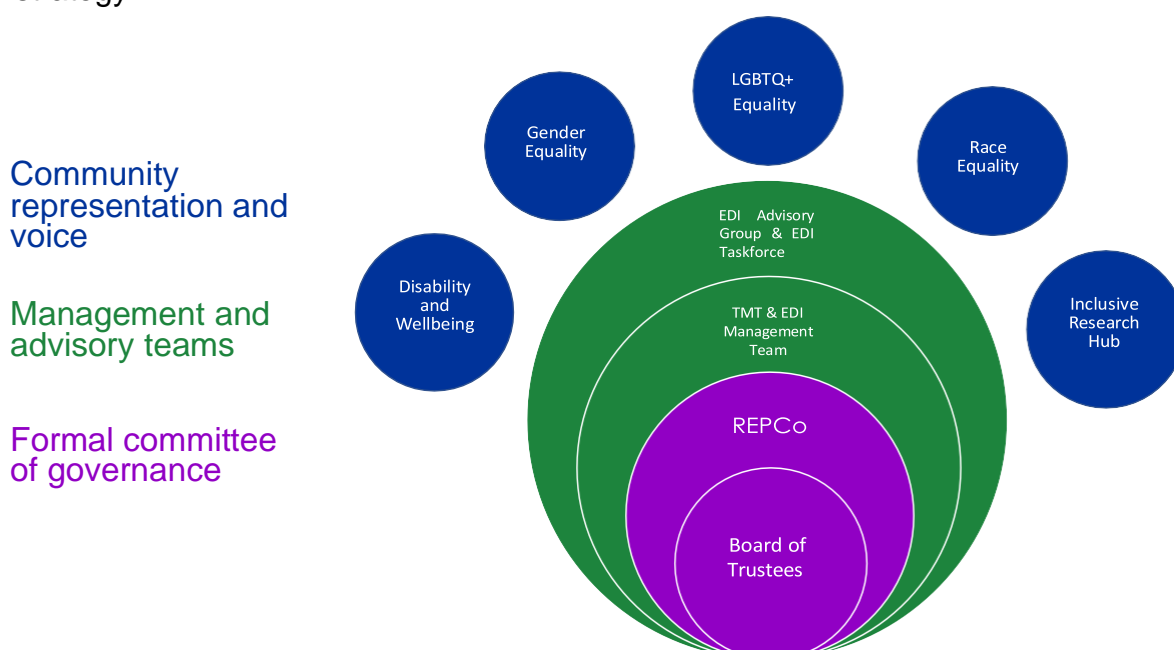 LGBTQ+
Equality
Gender
Equality
Race
Equality
Community
representation and
voice
EDI Advisory
Group & EDI
Taskforce
Disability
and
Wellbeing
Inclusive
Research
Hub
Management and
advisory teams
TMT & EDI
Management
Team
Formal committee
of governance
REPCo
Board of
Trustees